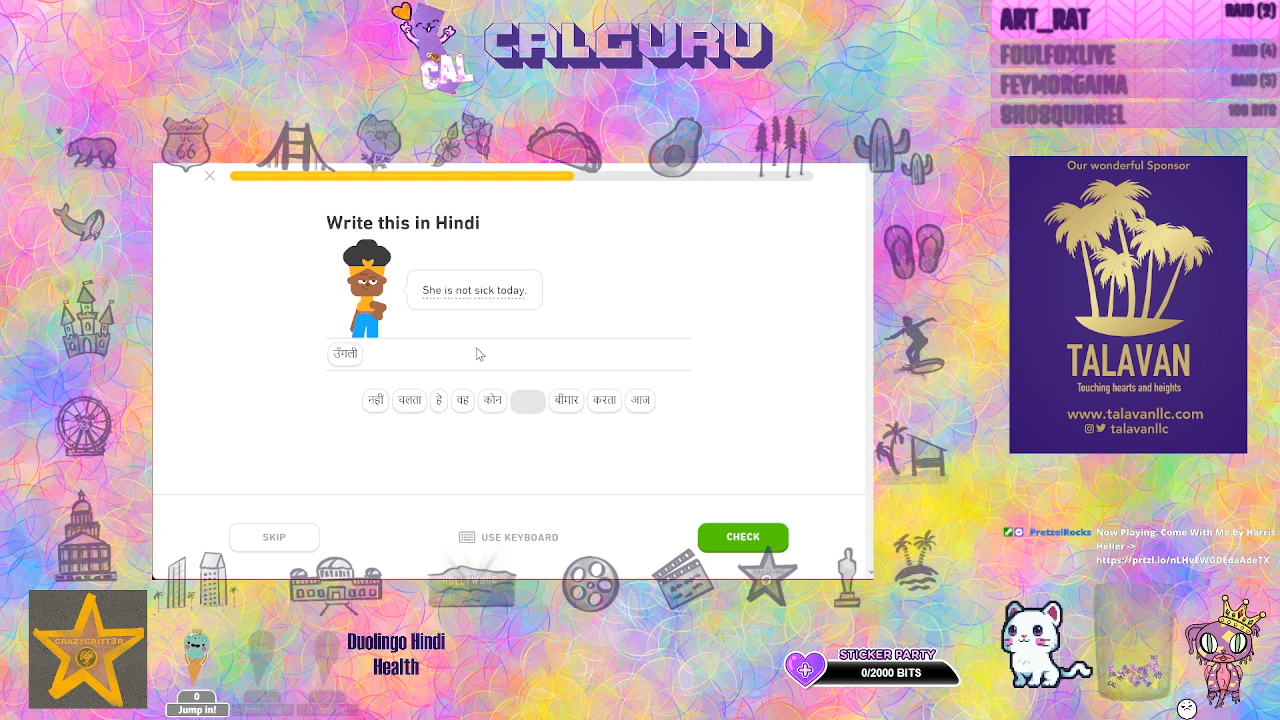 ART_RAT RAID (2)
FOULFOXLIVE RAID (4)
FEYMORGAINA RAID (3)
SHOSQUIRREL 100 BITS
CALGURU
CAL
CALIFORNIA
66
Write this in Hindi
She is not sick today.
उँगली
नहीं चलता हे वह कोन बीमार करता आज
SKIP
USE KEYBOARD
CHECK
Our wonderful Sponsor
TALAVAN
Touching hearts and heights
www.talavanllc.com
talavanllc
PretzelRocks Now Playing: Come With Me by Harris
Heller ->
https://prtzl.io/nLHvEWGDEdaAdeTX
HOLLYWOOD
CRAZYCRITT3R
0
Jump in!
Duolingo Hindi
Health
STICKER PARTY
0/2000 BITS